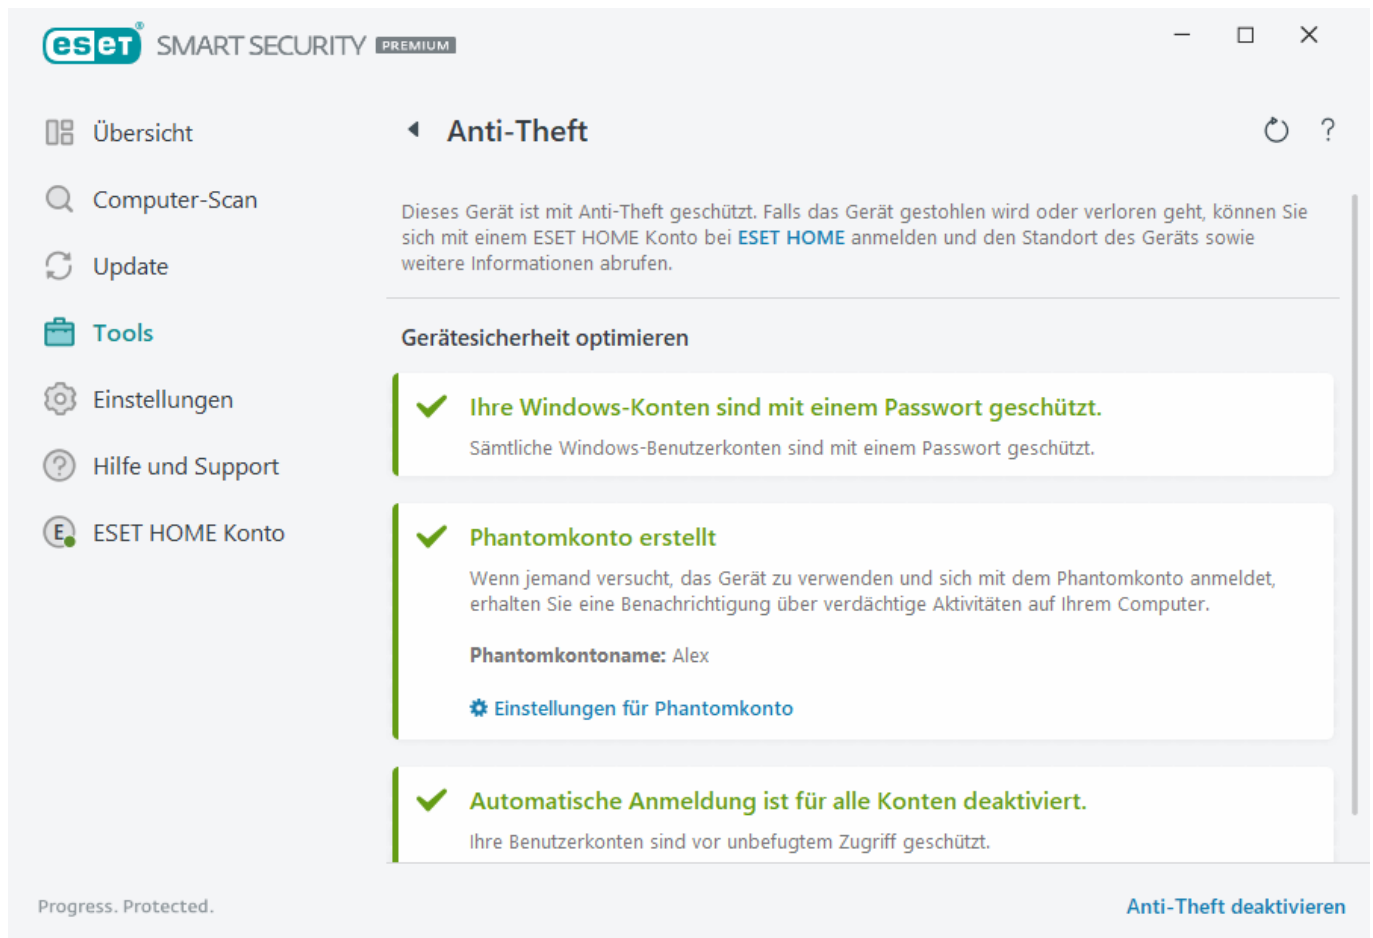 eseT® SMART SECURITY PREMIUM
Übersicht
Computer-Scan
Update
Tools
Einstellungen
Hilfe und Support
E ESET HOME Konto
Anti-Theft
?
Dieses Gerät ist mit Anti-Theft geschützt. Falls das Gerät gestohlen wird oder verloren geht, können Sie
sich mit einem ESET HOME Konto bei ESET HOME anmelden und den Standort des Geräts sowie
weitere Informationen abrufen.
Gerätesicherheit optimieren
Ihre Windows-Konten sind mit einem Passwort geschützt.
Sämtliche Windows-Benutzerkonten sind mit einem Passwort geschützt.
Phantomkonto erstellt
Wenn jemand versucht, das Gerät zu verwenden und sich mit dem Phantomkonto anmeldet,
erhalten Sie eine Benachrichtigung über verdächtige Aktivitäten auf Ihrem Computer.
Phantomkontoname: Alex
Einstellungen für Phantomkonto
Automatische Anmeldung ist für alle Konten deaktiviert.
Ihre Benutzerkonten sind vor unbefugtem Zugriff geschützt.
Progress. Protected.
Anti-Theft deaktivieren